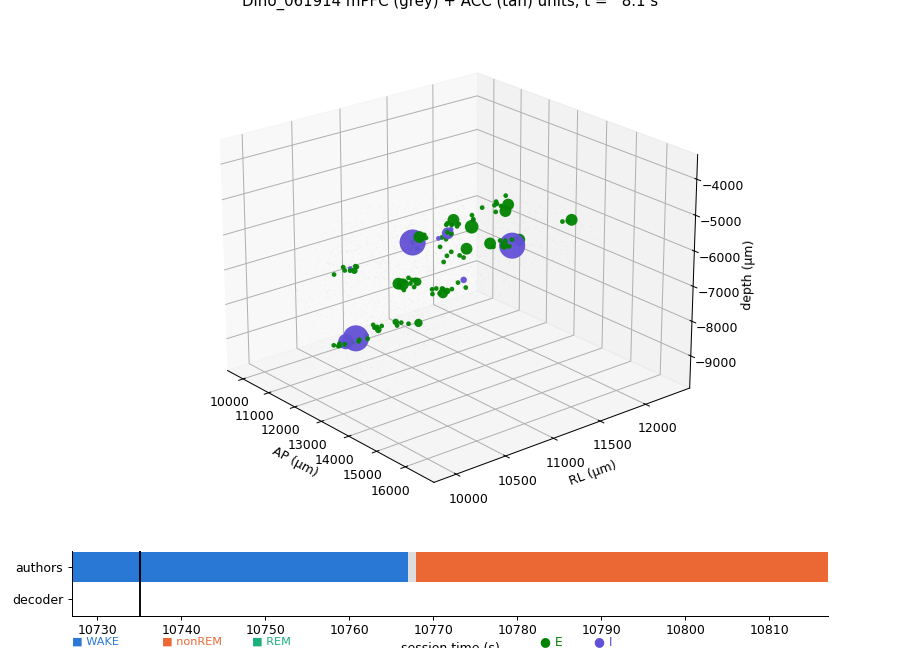 Dino_061914 mPFC (grey) + ACC (tan) units, t = 8.1 s
−4000
−5000
−6000
−7000
−8000
−9000
depth (μm)
10000
11000
12000
13000
14000
15000
16000
AP (μm)
10000
10500
11000
11500
12000
RL (μm)
authors
decoder
10730
10740
10750
10760
10770
10780
10790
10800
10810
session time (s)
WAKE
nonREM
REM
E
I